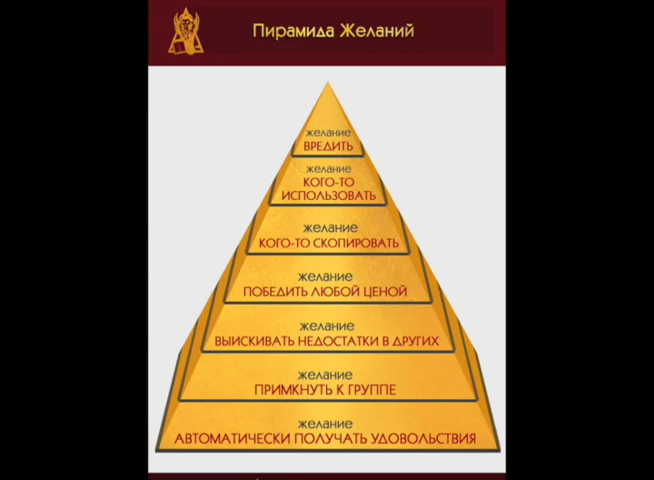 Пирамида Желаний
желание
ВРЕДИТЬ
желание
КОГО-ТО
ИСПОЛЬЗОВАТЬ
желание
КОГО-ТО СКОПИРОВАТЬ
желание
ПОБЕДИТЬ ЛЮБОЙ ЦЕНОЙ
желание
ВЫИСКИВАТЬ НЕДОСТАТКИ В ДРУГИХ
желание
ПРИМКНУТЬ К ГРУППЕ
желание
АВТОМАТИЧЕСКИ ПОЛУЧАТЬ УДОВОЛЬСТВИЯ